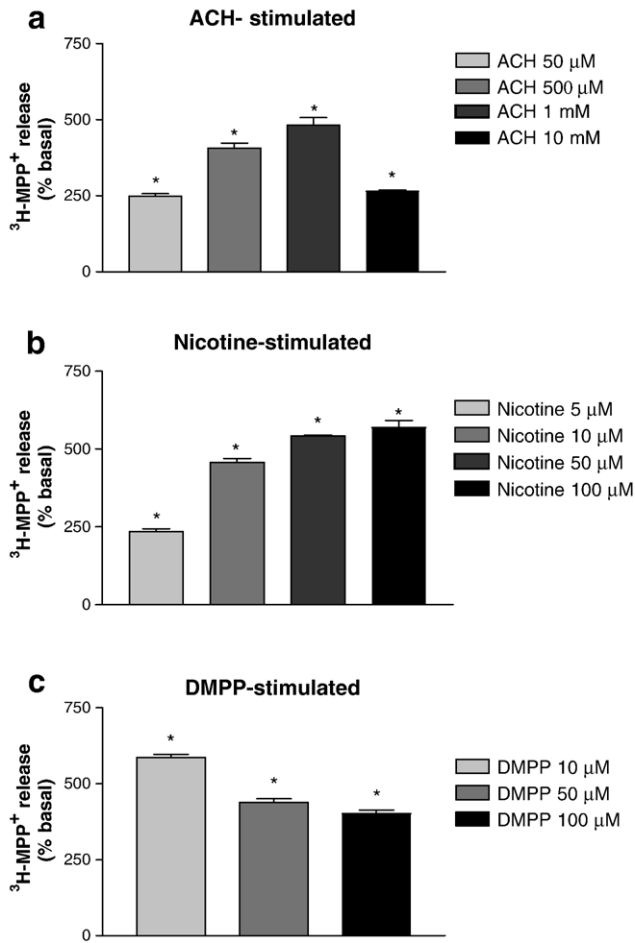 a
ACH- stimulated
³H-MPP⁺ release
(% basal)
750
500
250
0
*
*
*
*
ACH 50 µM
ACH 500 µM
ACH 1 mM
ACH 10 mM
b
Nicotine-stimulated
³H-MPP⁺ release
(% basal)
750
500
250
0
*
*
*
*
Nicotine 5 µM
Nicotine 10 µM
Nicotine 50 µM
Nicotine 100 µM
c
DMPP-stimulated
³H-MPP⁺ release
(% basal)
750
500
250
0
*
*
*
DMPP 10 µM
DMPP 50 µM
DMPP 100 µM